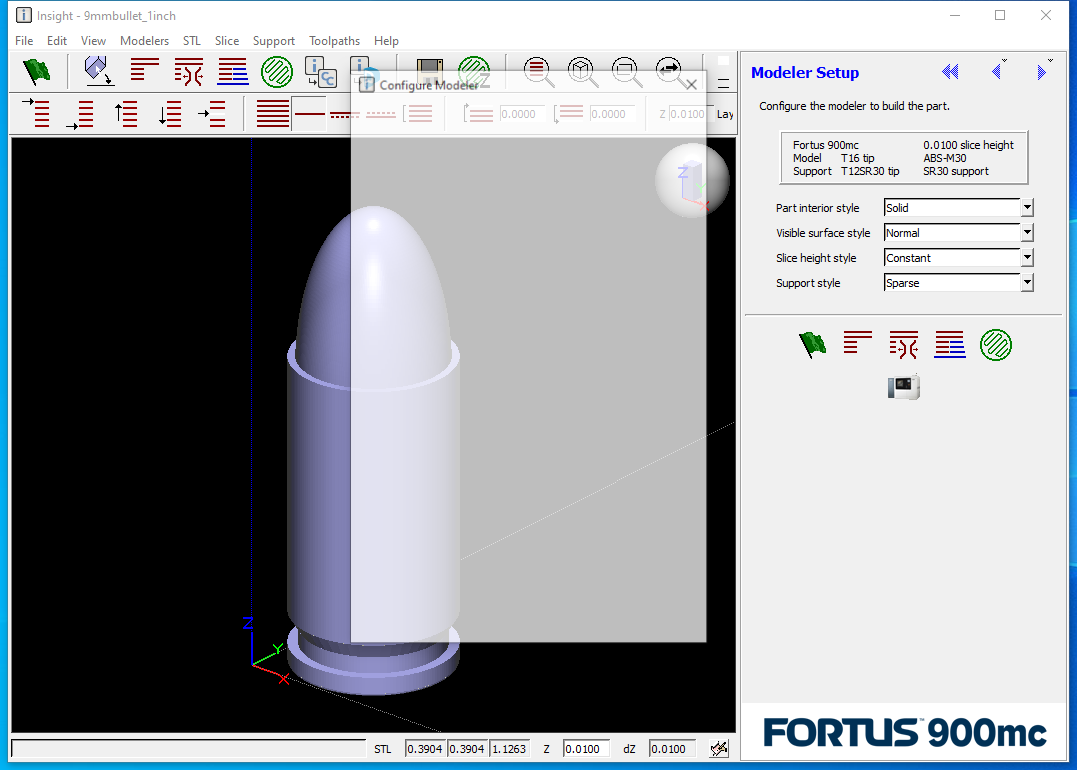 Insight - 9mmbullet_1inch
File Edit View Modelers STL Slice Support Toolpaths Help
Configure Modeler
0.0000 0.0000 Z 0.0100 Lay
Modeler Setup
Configure the modeler to build the part.
Fortus 900mc 0.0100 slice height
Model T16 tip ABS-M30
Support T12SR30 tip SR30 support
Part interior style Solid
Visible surface style Normal
Slice height style Constant
Support style Sparse
Z
Y
X
Z
Y
X
FORTUS™ 900mc
STL 0.3904 0.3904 1.1263 Z 0.0100 dZ 0.0100